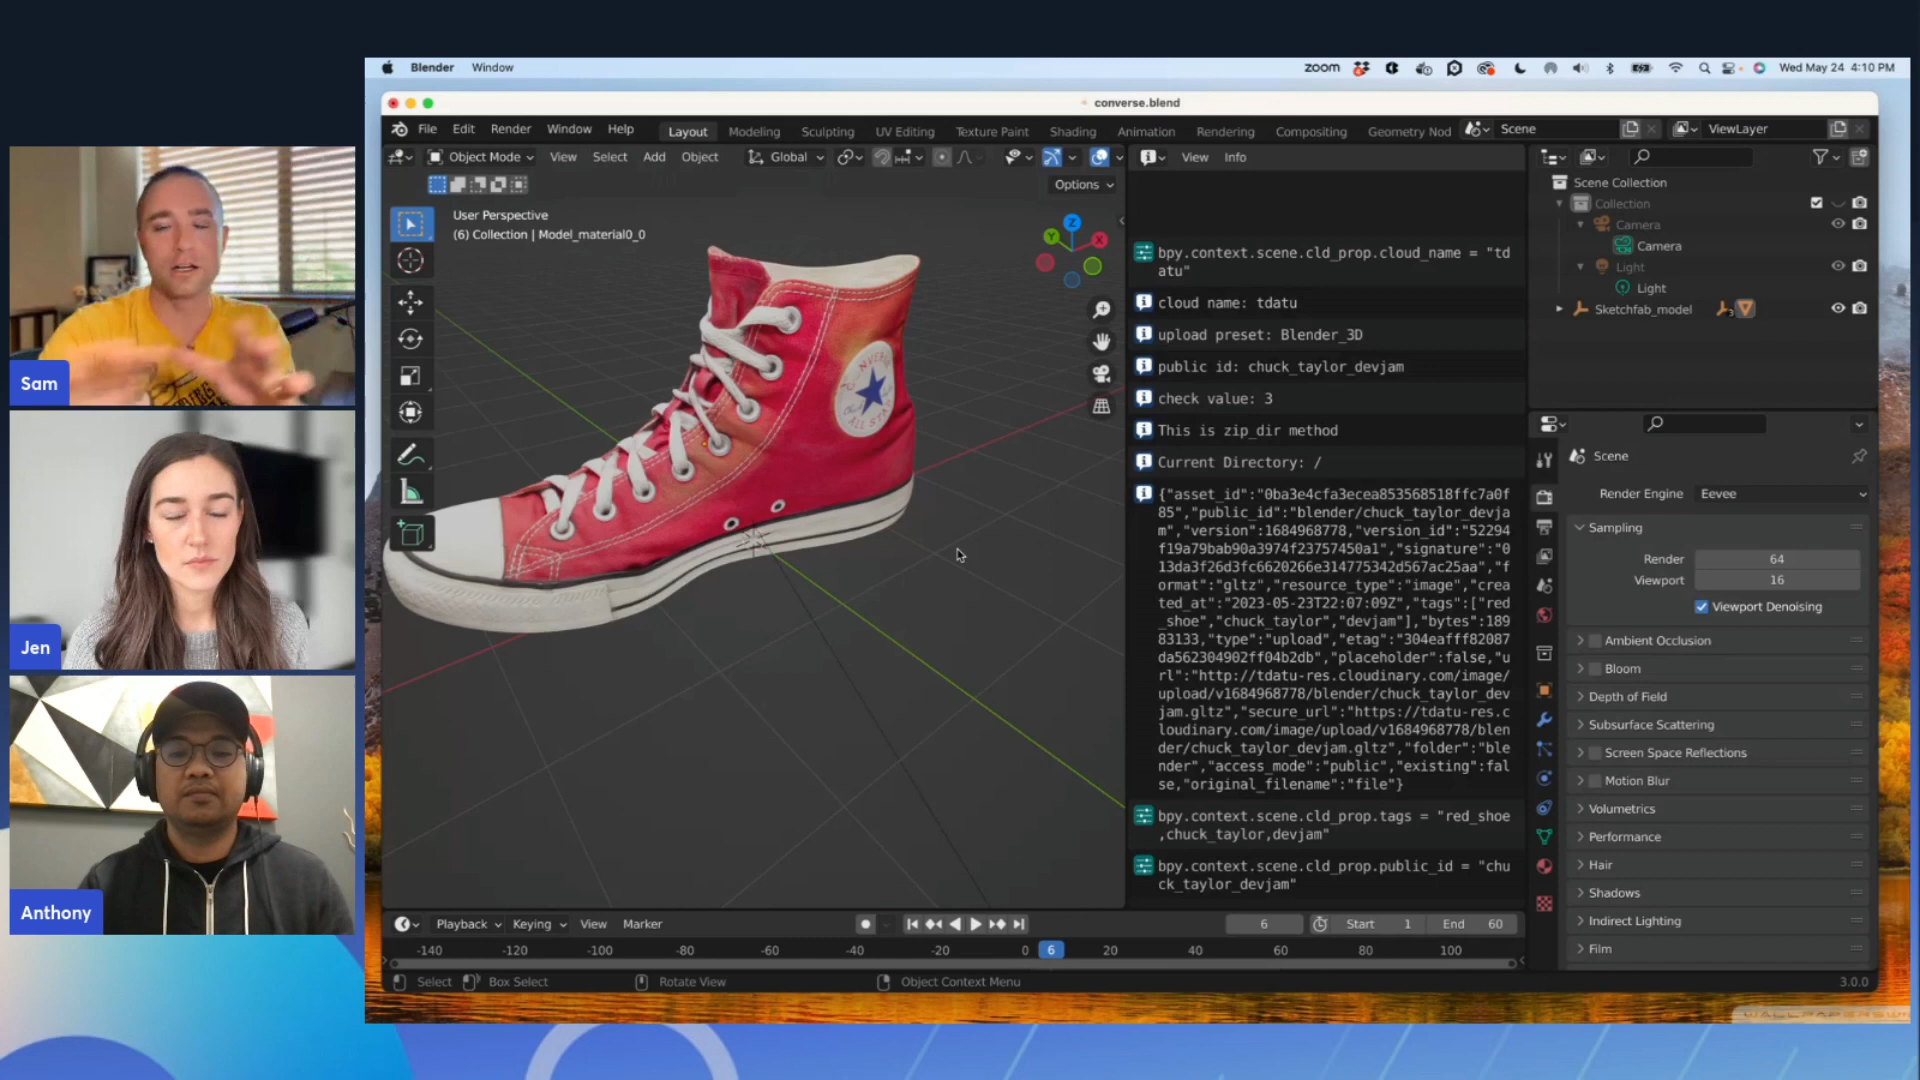 Blender Window
zoom
Wed May 24 4:10 PM
converse.blend
File Edit Render Window Help
Layout Modeling Sculpting UV Editing Texture Paint Shading Animation Rendering Compositing Geometry Nod
Scene
ViewLayer
Object Mode View Select Add Object
Global
View Info
Options
User Perspective
(6) Collection | Model_material0_0
Z
Y
X
CONVERSE
ALL STAR
bpy.context.scene.cld_prop.cloud_name = "td
atu"
cloud name: tdatu
upload preset: Blender_3D
public id: chuck_taylor_devjam
check value: 3
This is zip_dir method
Current Directory: /
{"asset_id":"0ba3e4cfa3ecea853568518ffc7a0f
85","public_id":"blender/chuck_taylor_devja
m","version":1684968778,"version_id":"52294
f19a79bab90a3974f23757450a1","signature":"0
13da3f26d3fc6620266e314775342d567ac25aa","f
ormat":"gltz","resource_type":"image","crea
ted_at":"2023-05-23T22:07:09Z","tags":["red
_shoe","chuck_taylor","devjam"],"bytes":189
83133,"type":"upload","etag":"304eafff82087
da562304902ff04b2db","placeholder":false,"u
rl":"http://tdatu-res.cloudinary.com/image/
upload/v1684968778/blender/chuck_taylor_dev
jam.gltz","secure_url":"https://tdatu-res.c
loudinary.com/image/upload/v1684968778/blen
der/chuck_taylor_devjam.gltz","folder":"ble
nder","access_mode":"public","existing":fal
se,"original_filename":"file"}
bpy.context.scene.cld_prop.tags = "red_shoe
,chuck_taylor,devjam"
bpy.context.scene.cld_prop.public_id = "chu
ck_taylor_devjam"
Scene Collection
Collection
Camera
Camera
Light
Light
Sketchfab_model
3
Scene
Render Engine Eevee
Sampling
Render 64
Viewport 16
Viewport Denoising
Ambient Occlusion
Bloom
Depth of Field
Subsurface Scattering
Screen Space Reflections
Motion Blur
Volumetrics
Performance
Hair
Shadows
Indirect Lighting
Film
Playback Keying View Marker
6 Start 1 End 60
-140 -120 -100 -80 -60 -40 -20 0 6 20 40 60 80 100
Select Box Select Rotate View Object Context Menu
3.0.0
Sam
Jen
Anthony